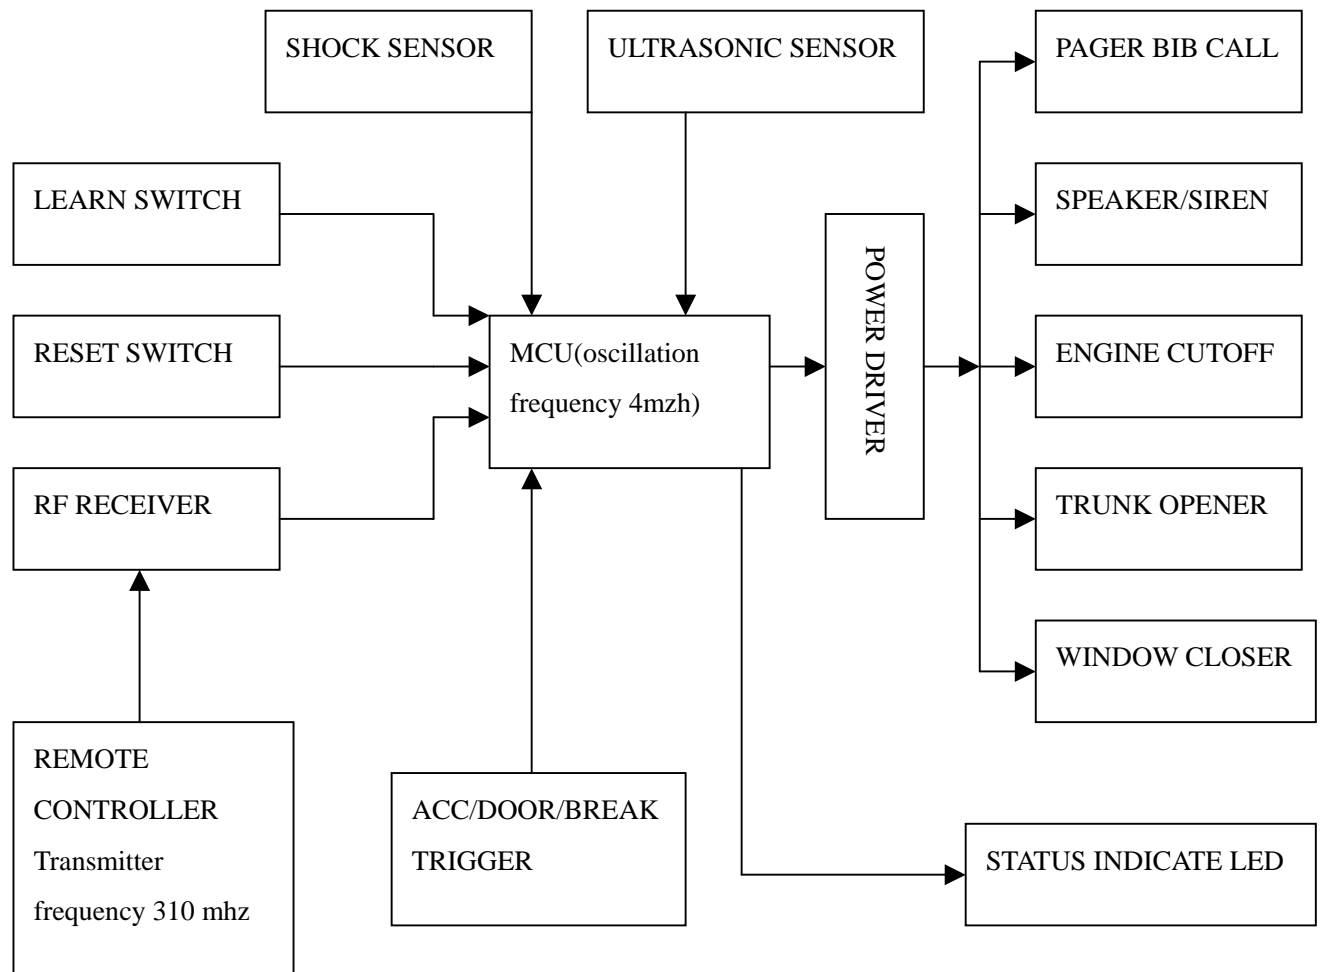 SHOCK SENSOR
ULTRASONIC SENSOR
PAGER BIB CALL
LEARN SWITCH
SPEAKER/SIREN
POWER DRIVER
RESET SWITCH
MCU(oscillation
frequency 4mzh)
ENGINE CUTOFF
RF RECEIVER
TRUNK OPENER
WINDOW CLOSER
REMOTE
CONTROLLER
Transmitter
frequency 310 mhz
ACC/DOOR/BREAK
TRIGGER
STATUS INDICATE LED